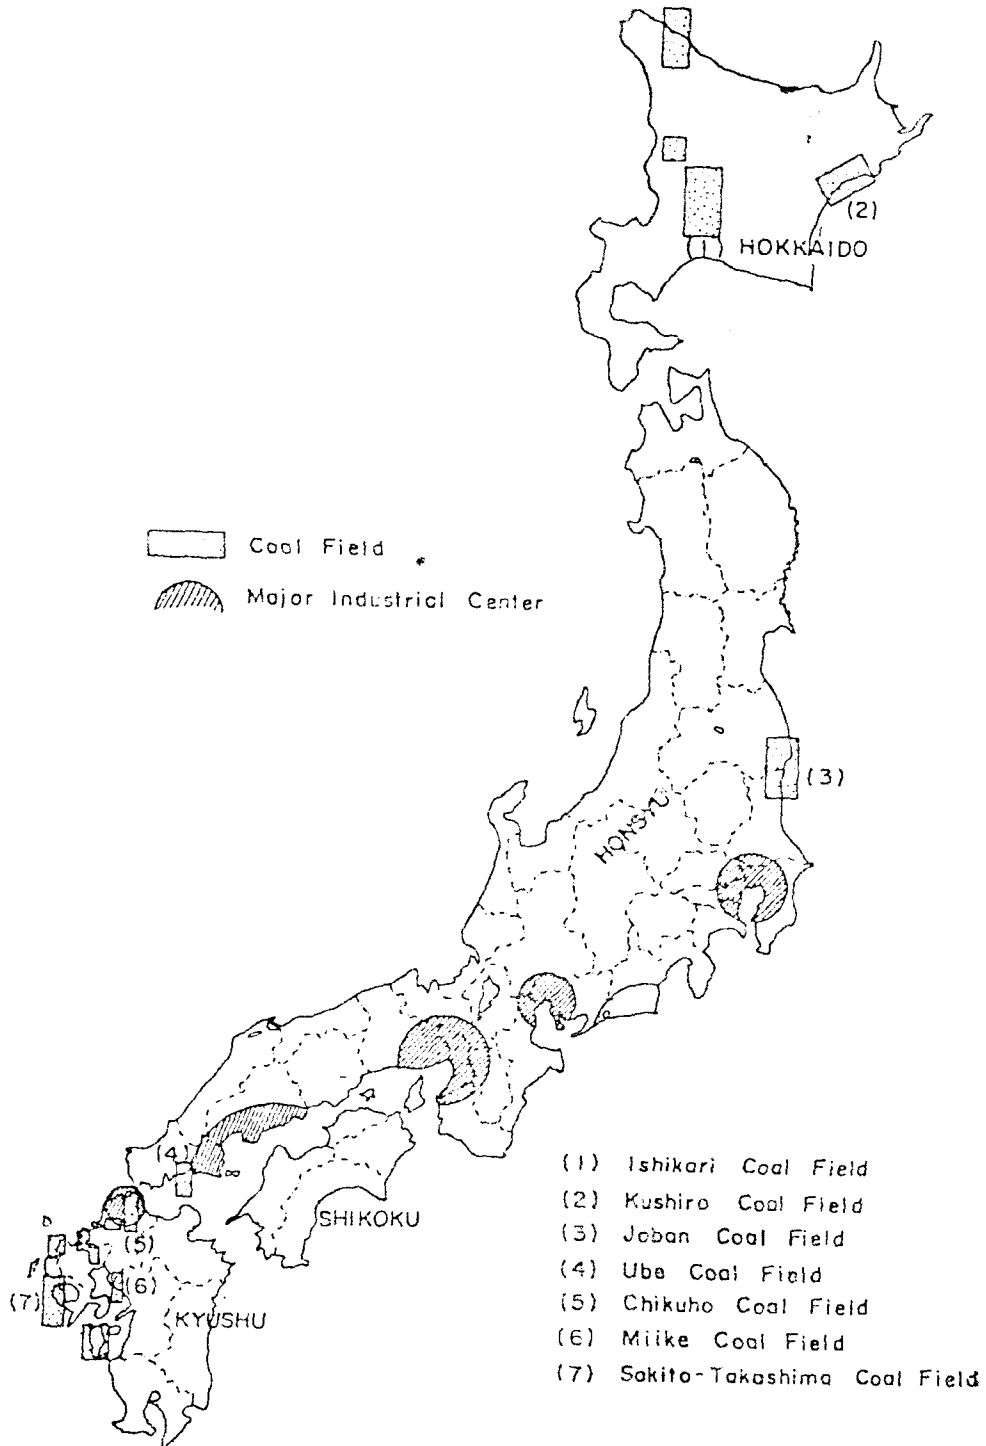 (2)
(1) HOKKAIDO
Coal Field
Major Industrial Center
(3)
HONSYU
(4)
SHIKOKU
(5)
(6)
(7)
KYUSHU
(1) Ishikari Coal Field
(2) Kushiro Coal Field
(3) Joban Coal Field
(4) Ube Coal Field
(5) Chikuho Coal Field
(6) Miike Coal Field
(7) Sakito-Takashima Coal Field